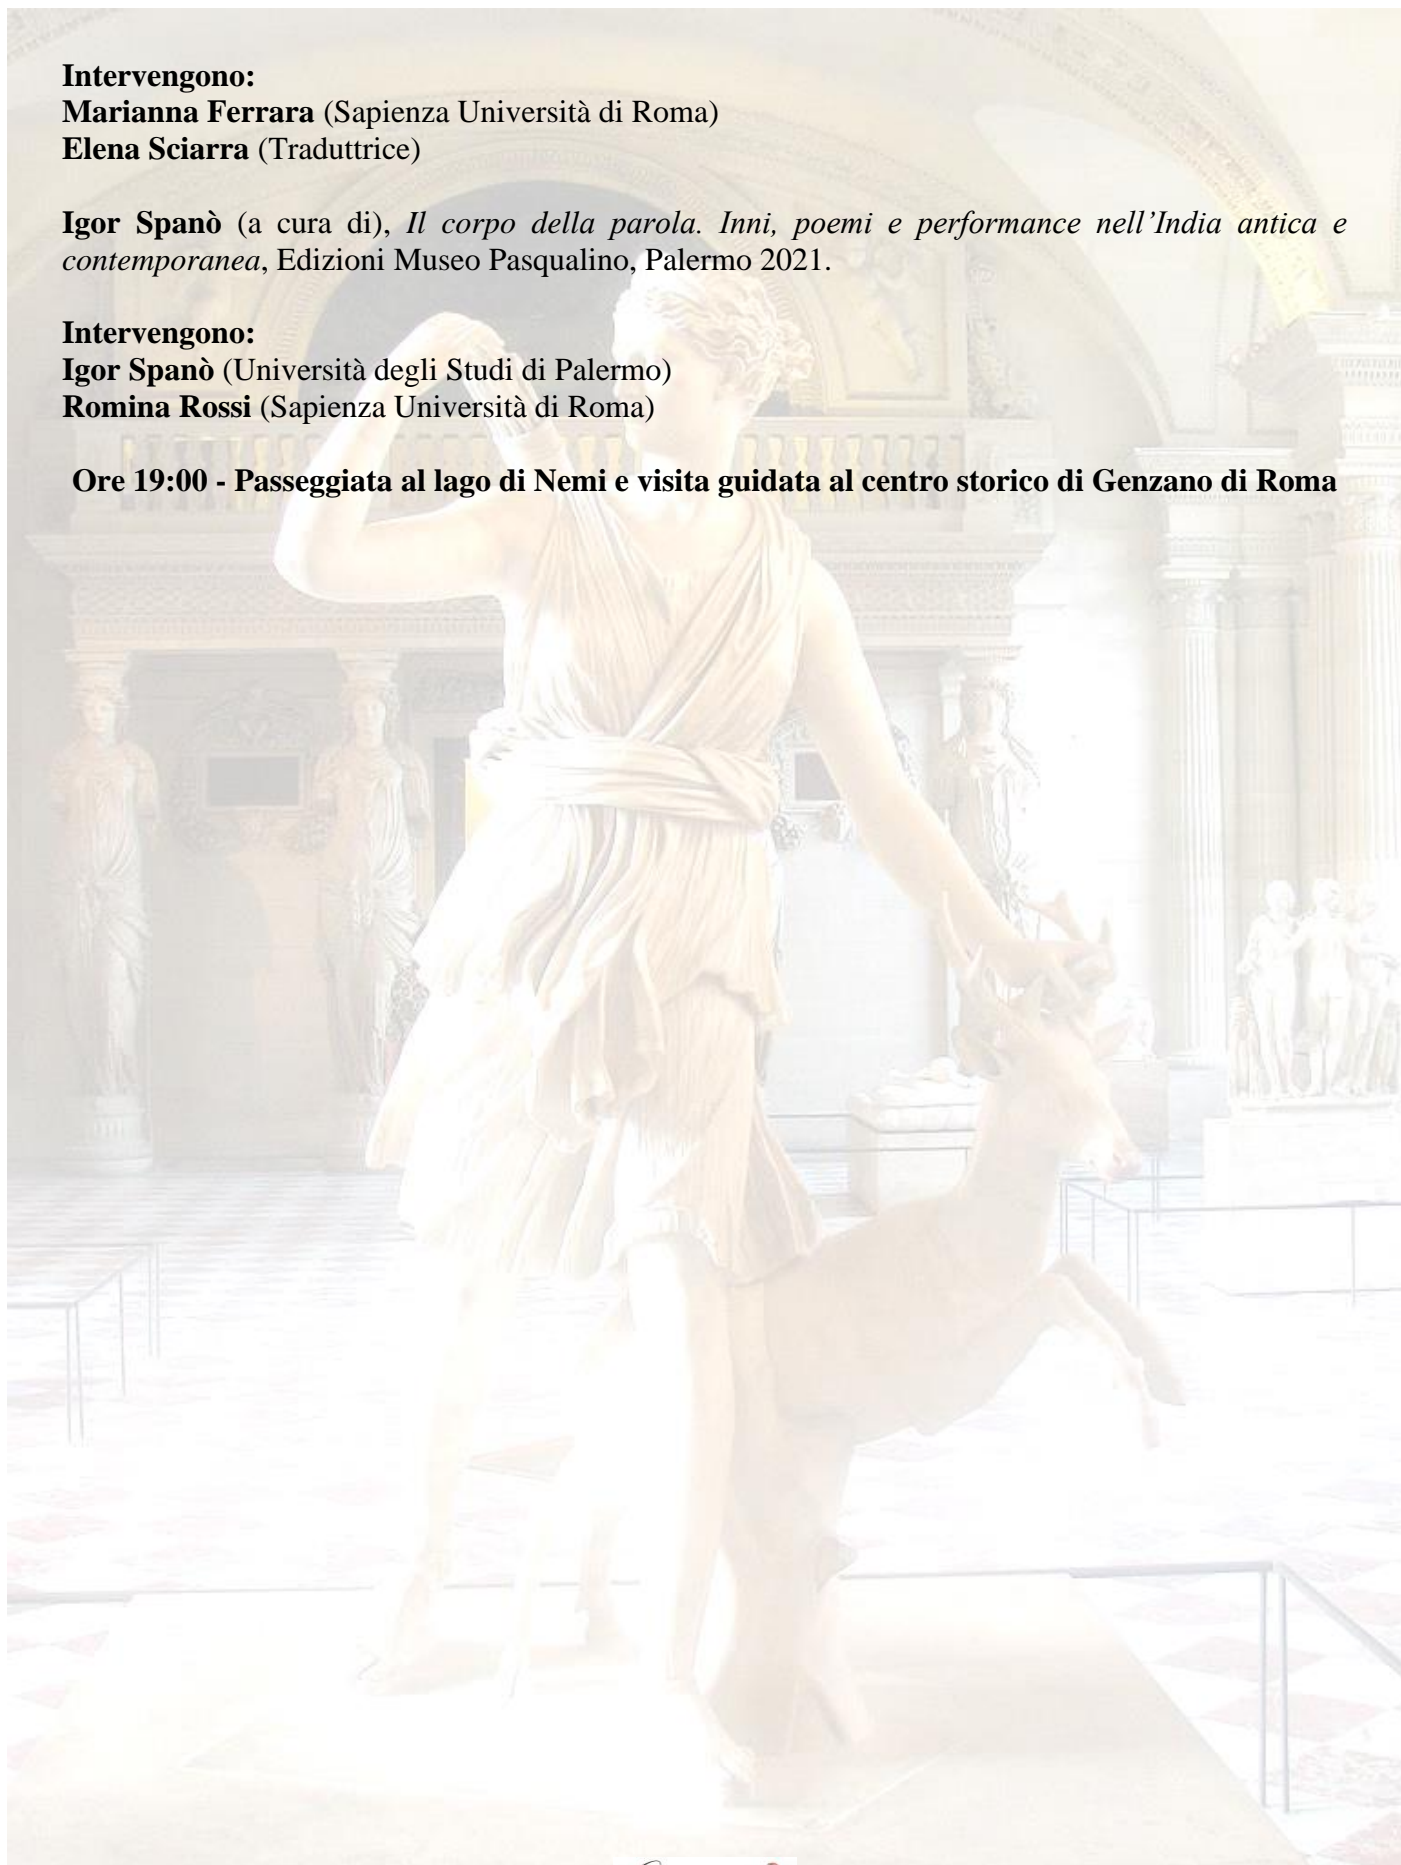 Intervengono:
Marianna Ferrara (Sapienza Università di Roma)
Elena Sciarra (Traduttrice)
Igor Spanò (a cura di), Il corpo della parola. Inni, poemi e performance nell’India antica e
contemporanea, Edizioni Museo Pasqualino, Palermo 2021.
Intervengono:
Igor Spanò (Università degli Studi di Palermo)
Romina Rossi (Sapienza Università di Roma)
Ore 19:00 - Passeggiata al lago di Nemi e visita guidata al centro storico di Genzano di Roma